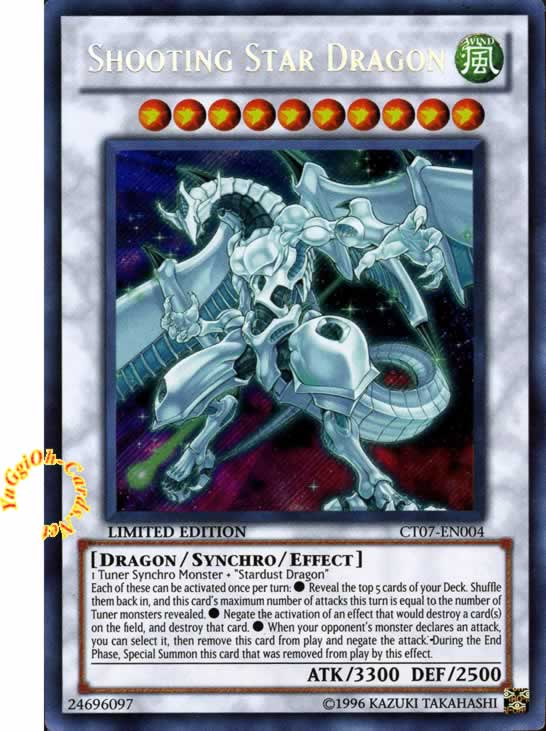 SHOOTING STAR DRAGON
WIND
風
LIMITED EDITION
CT07-EN004
[DRAGON/SYNCHRO/EFFECT]
1 Tuner Synchro Monster + "Stardust Dragon"
Each of these can be activated once per turn: ● Reveal the top 5 cards of your Deck. Shuffle
them back in, and this card's maximum number of attacks this turn is equal to the number of
Tuner monsters revealed. ● Negate the activation of an effect that would destroy a card(s)
on the field, and destroy that card. ● When your opponent's monster declares an attack,
you can select it, then remove this card from play and negate the attack. •During the End
Phase, Special Summon this card that was removed from play by this effect.
ATK/3300 DEF/2500
24696097
©1996 KAZUKI TAKAHASHI
YuGgiOh-Cards.Net